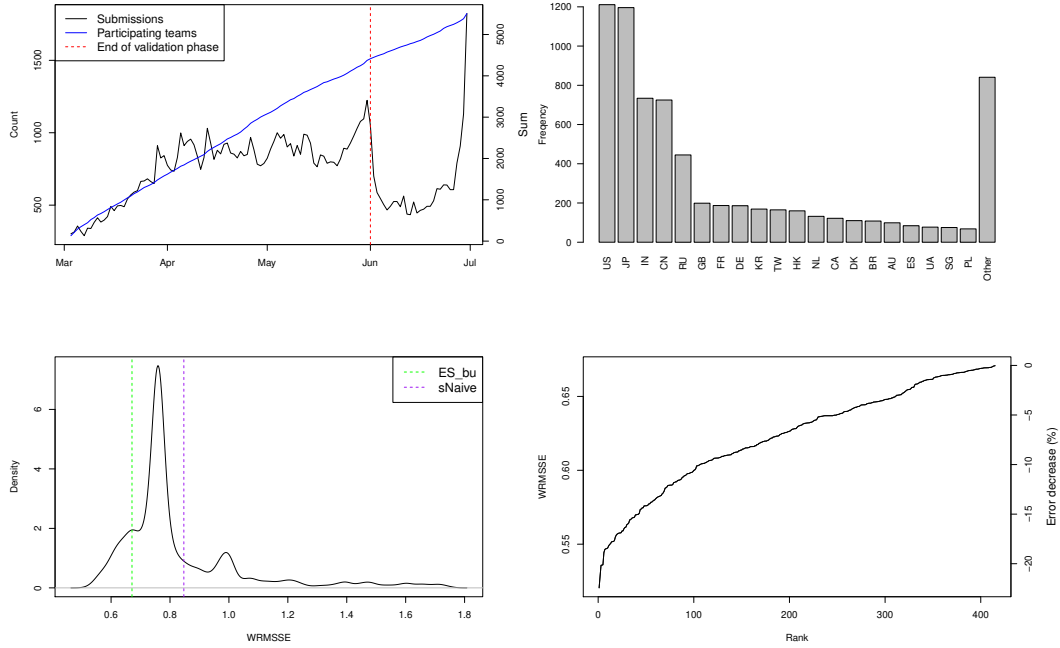 Submissions
Participating teams
End of validation phase
Count
500
1000
1500
Mar
Apr
May
Jun
Jul
0
1000
2000
3000
4000
5000
Sum
Freqency
0
200
400
600
800
1000
1200
US
JP
IN
CN
RU
GB
FR
DE
KR
TW
HK
NL
CA
DK
BR
AU
ES
UA
SG
PL
Other
ES_bu
sNaive
Density
0
2
4
6
0.6
0.8
1.0
1.2
1.4
1.6
1.8
WRMSSE
WRMSSE
0.55
0.60
0.65
0
100
200
300
400
Rank
0
−5
−10
−15
−20
Error decrease (%)